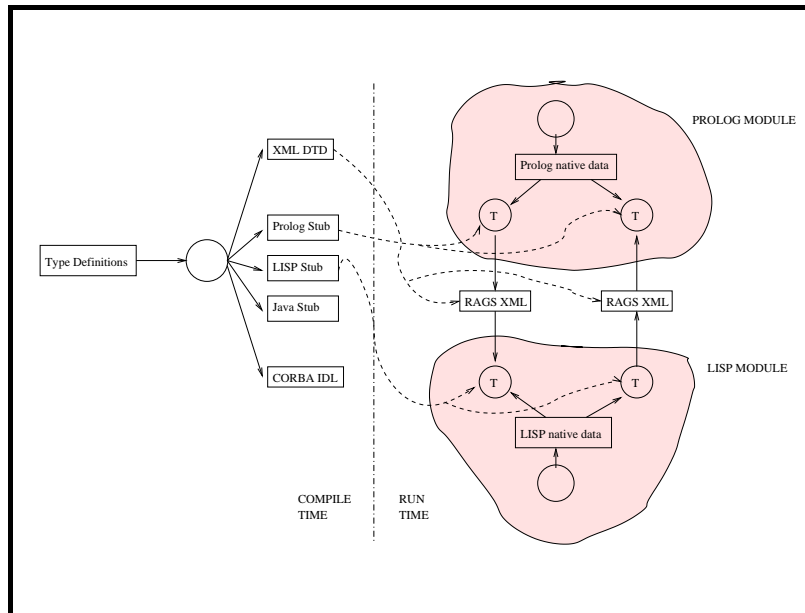 PROLOG MODULE
XML DTD
Prolog native data
T
T
Prolog Stub
Type Definitions
LISP Stub
Java Stub
RAGS XML
RAGS XML
CORBA IDL
T
T
LISP MODULE
LISP native data
COMPILE
TIME
RUN
TIME